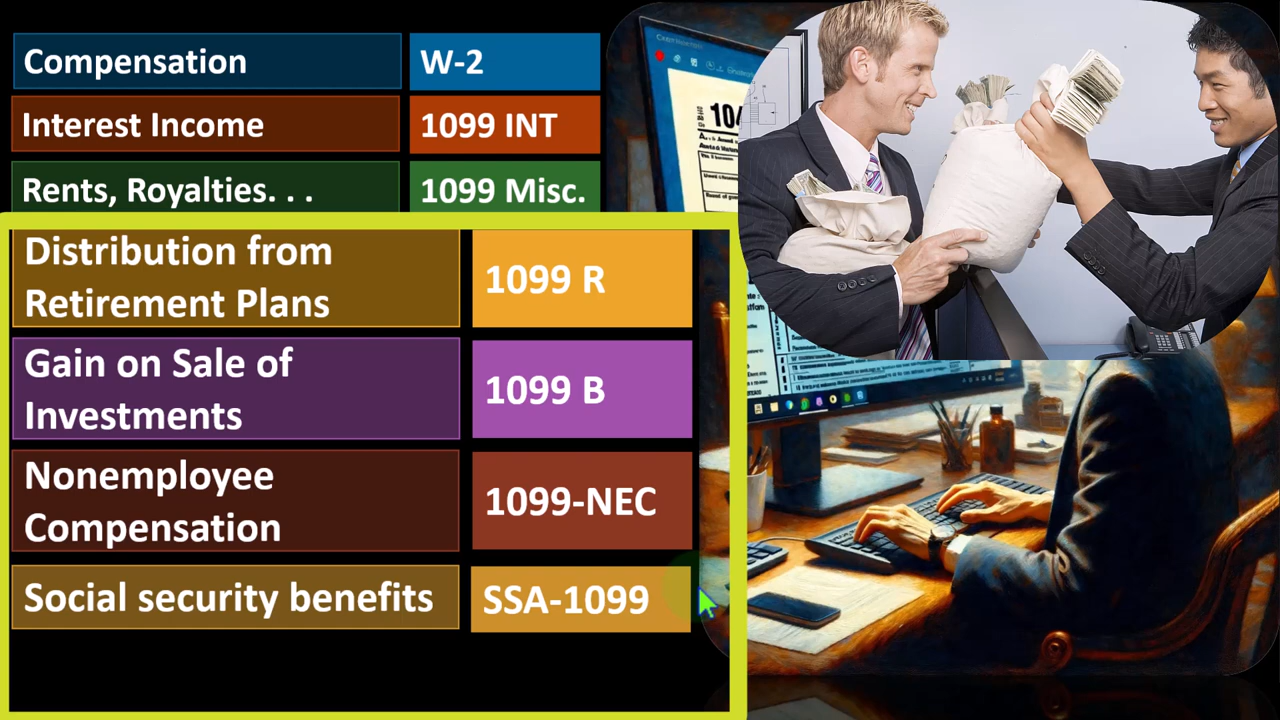 Compensation
W-2
Interest Income
1099 INT
Rents, Royalties. . .
1099 Misc.
Distribution from
Retirement Plans
1099 R
Gain on Sale of
Investments
1099 B
Nonemployee
Compensation
1099-NEC
Social security benefits
SSA-1099
104